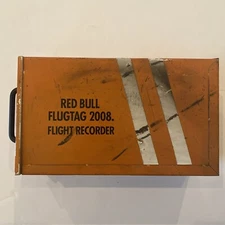 RED BULL
FLUGTAG 2008.
FLIGHT RECORDER